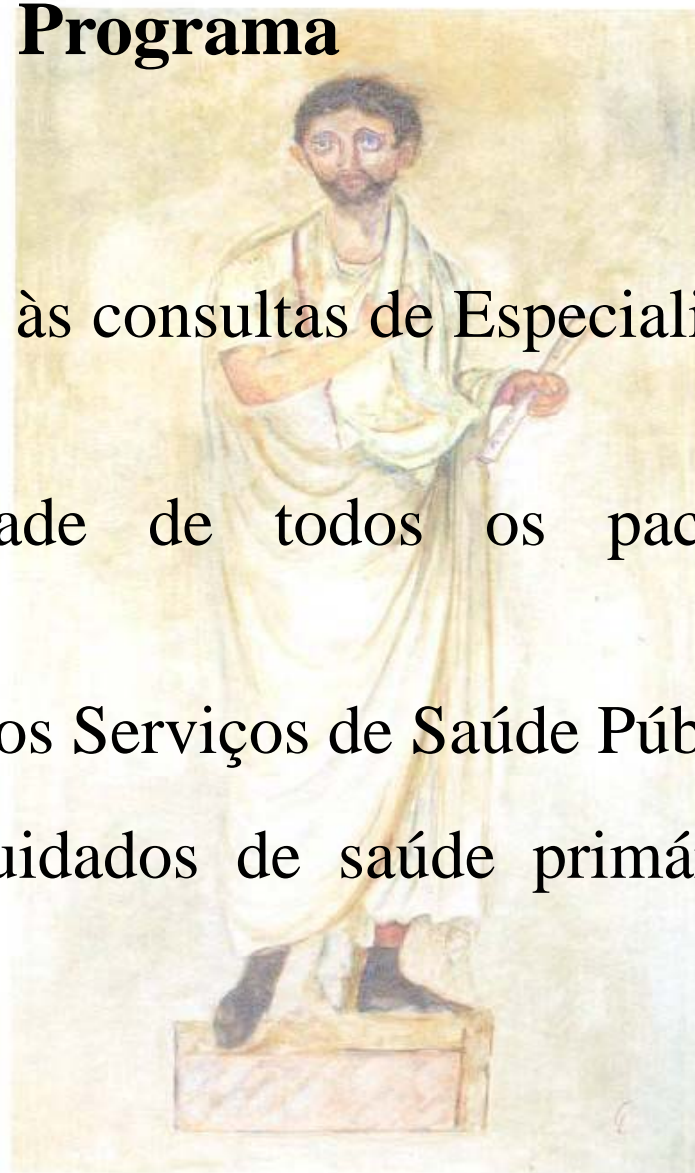 Programa
às consultas de Especiali
ade de todos os pac
os Serviços de Saúde Púb
uidados de saúde primá